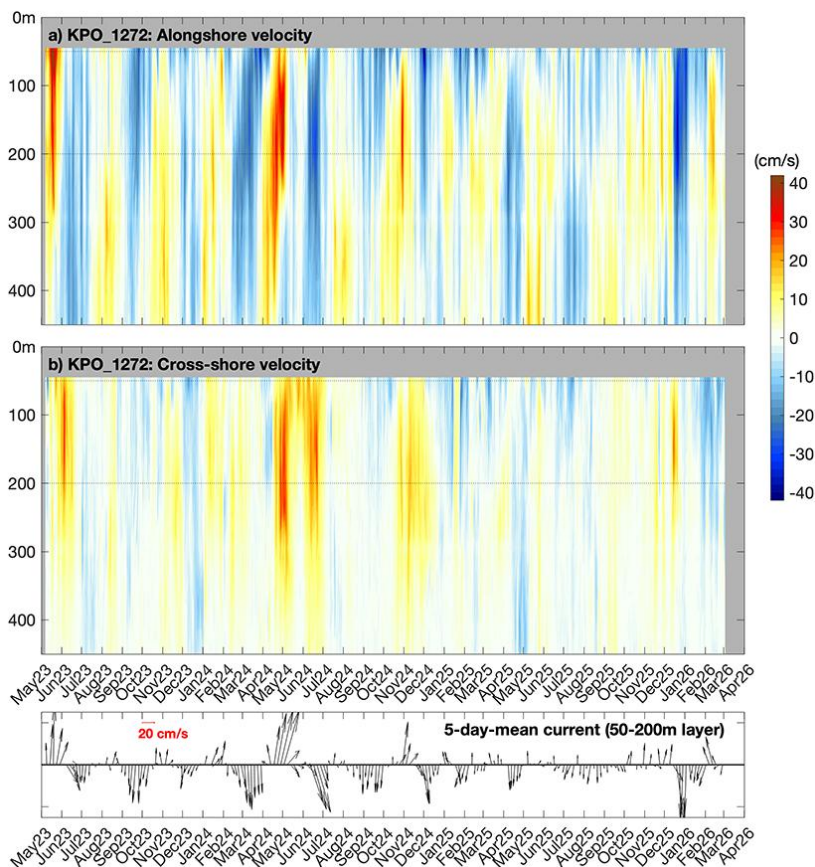 0m
a) KPO_1272: Alongshore velocity
100
200
300
400
(cm/s)
40
30
20
10
0
-10
-20
-30
-40
0m
b) KPO_1272: Cross-shore velocity
100
200
300
400
May23 Jun23 Jul23 Aug23 Sep23 Oct23 Nov23 Dec23 Jan24 Feb24 Mar24 Apr24 May24 Jun24 Jul24 Aug24 Sep24 Oct24 Nov24 Dec24 Jan25 Feb25 Mar25 Apr25 May25 Jun25 Jul25 Aug25 Sep25 Oct25 Nov25 Dec25 Jan26 Feb26 Mar26 Apr26
20 cm/s
5-day-mean current (50-200m layer)
May23 Jun23 Jul23 Aug23 Sep23 Oct23 Nov23 Dec23 Jan24 Feb24 Mar24 Apr24 May24 Jun24 Jul24 Aug24 Sep24 Oct24 Nov24 Dec24 Jan25 Feb25 Mar25 Apr25 May25 Jun25 Jul25 Aug25 Sep25 Oct25 Nov25 Dec25 Jan26 Feb26 Mar26 Apr26